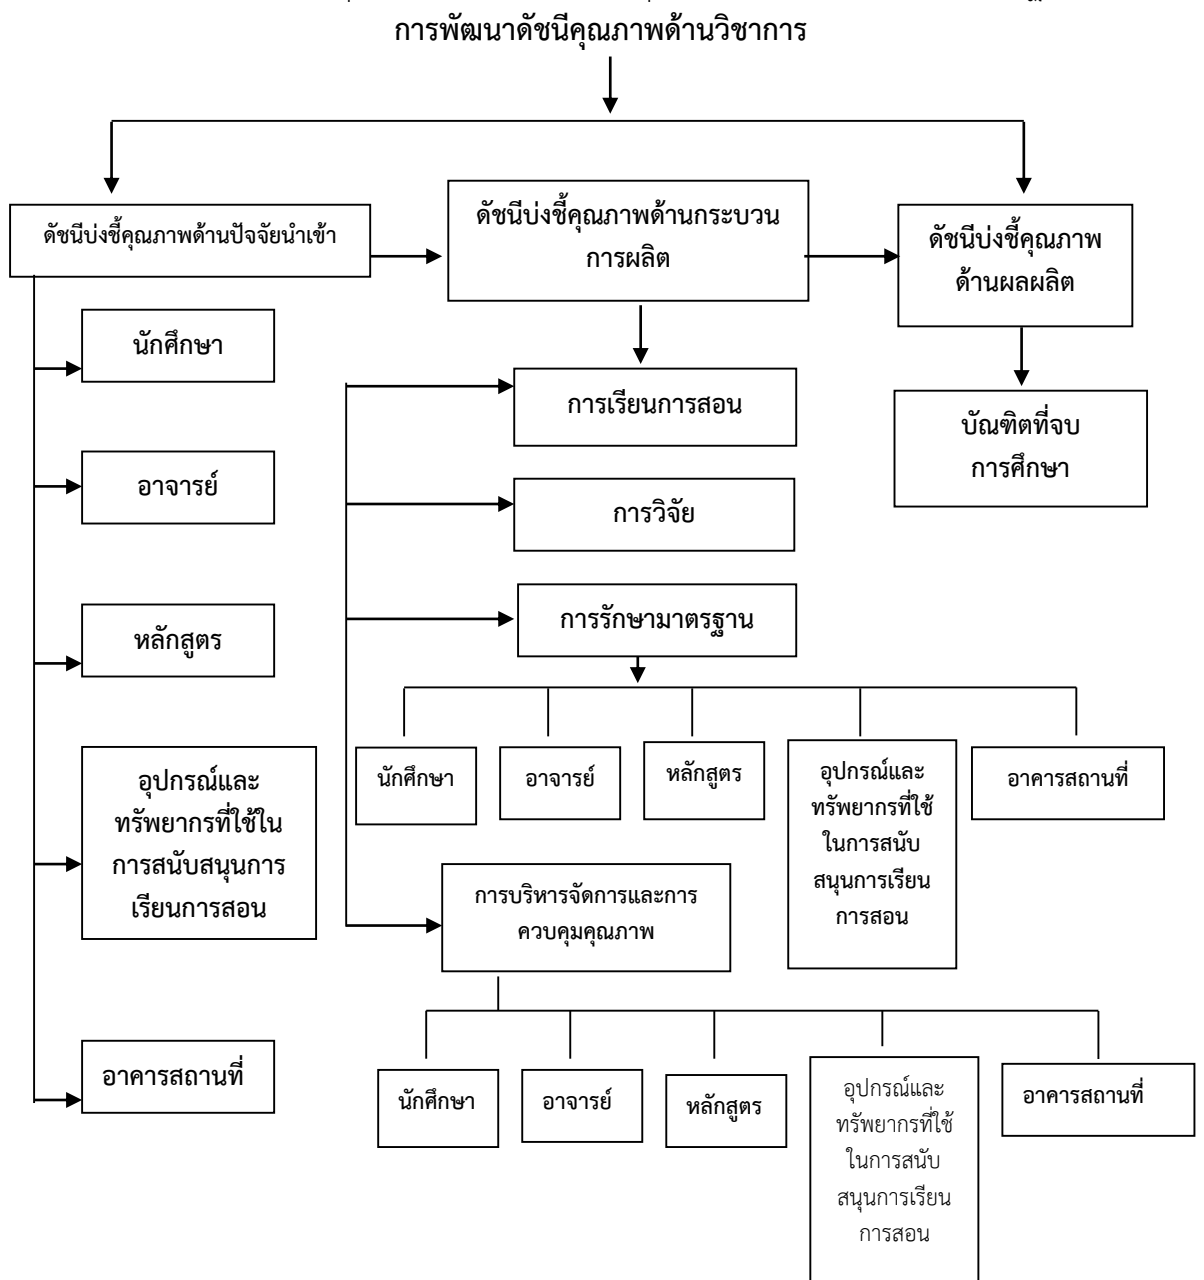 การพัฒนาดัชนีคุณภาพด้านวิชาการ
ดัชนีบ่งชี้คุณภาพด้านปัจจัยนำเข้า
ดัชนีบ่งชี้คุณภาพด้านกระบวน
การผลิต
ดัชนีบ่งชี้คุณภาพ
ด้านผลผลิต
นักศึกษา
อาจารย์
หลักสูตร
อุปกรณ์และ
ทรัพยากรที่ใช้ใน
การสนับสนุนการ
เรียนการสอน
อาคารสถานที่
การเรียนการสอน
การวิจัย
การรักษามาตรฐาน
นักศึกษา
อาจารย์
หลักสูตร
อุปกรณ์และ
ทรัพยากรที่ใช้
ในการสนับ
สนุนการเรียน
การสอน
อาคารสถานที่
การบริหารจัดการและการ
ควบคุมคุณภาพ
นักศึกษา
อาจารย์
หลักสูตร
อุปกรณ์และ
ทรัพยากรที่ใช้
ในการสนับ
สนุนการเรียน
การสอน
อาคารสถานที่
บัณฑิตที่จบ
การศึกษา